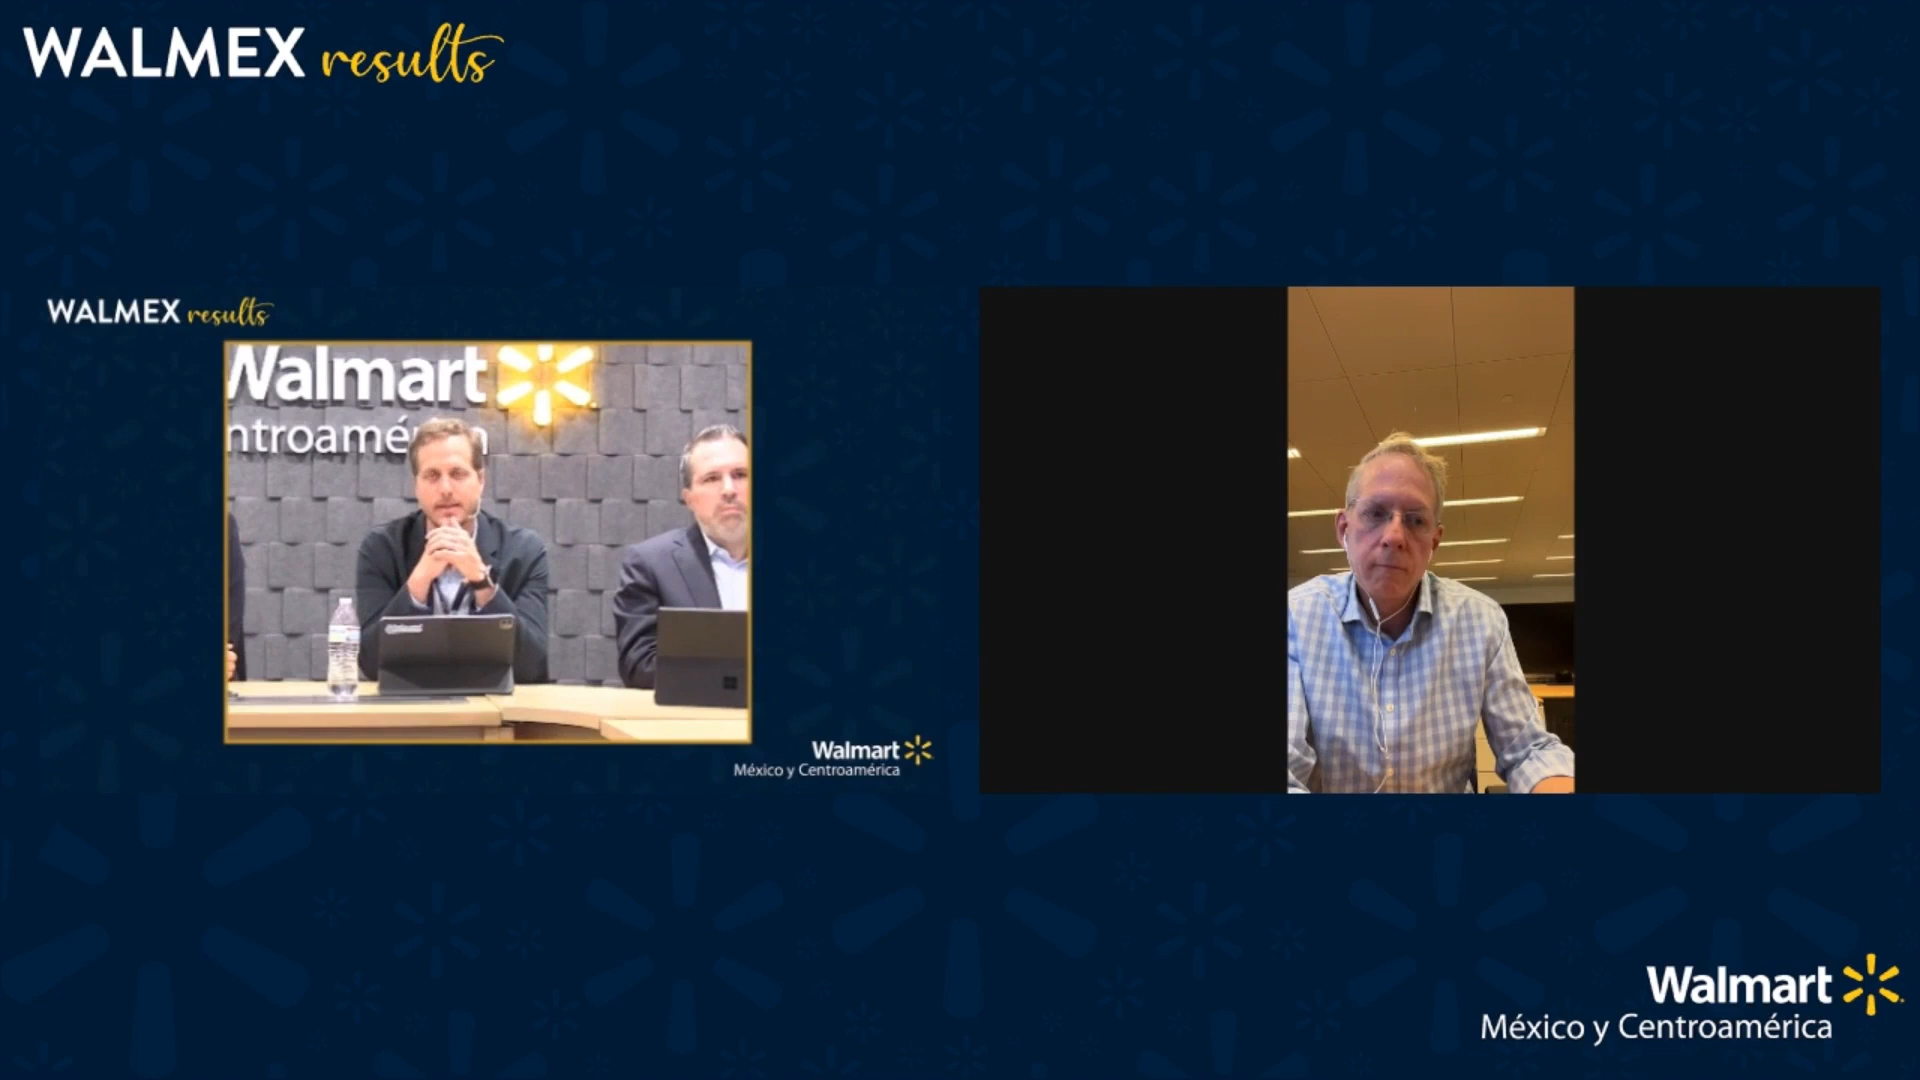 WALMEX results
WALMEX results
Walmart
ntroamé
Walmart
México y Centroamérica
Walmart
México y Centroamérica